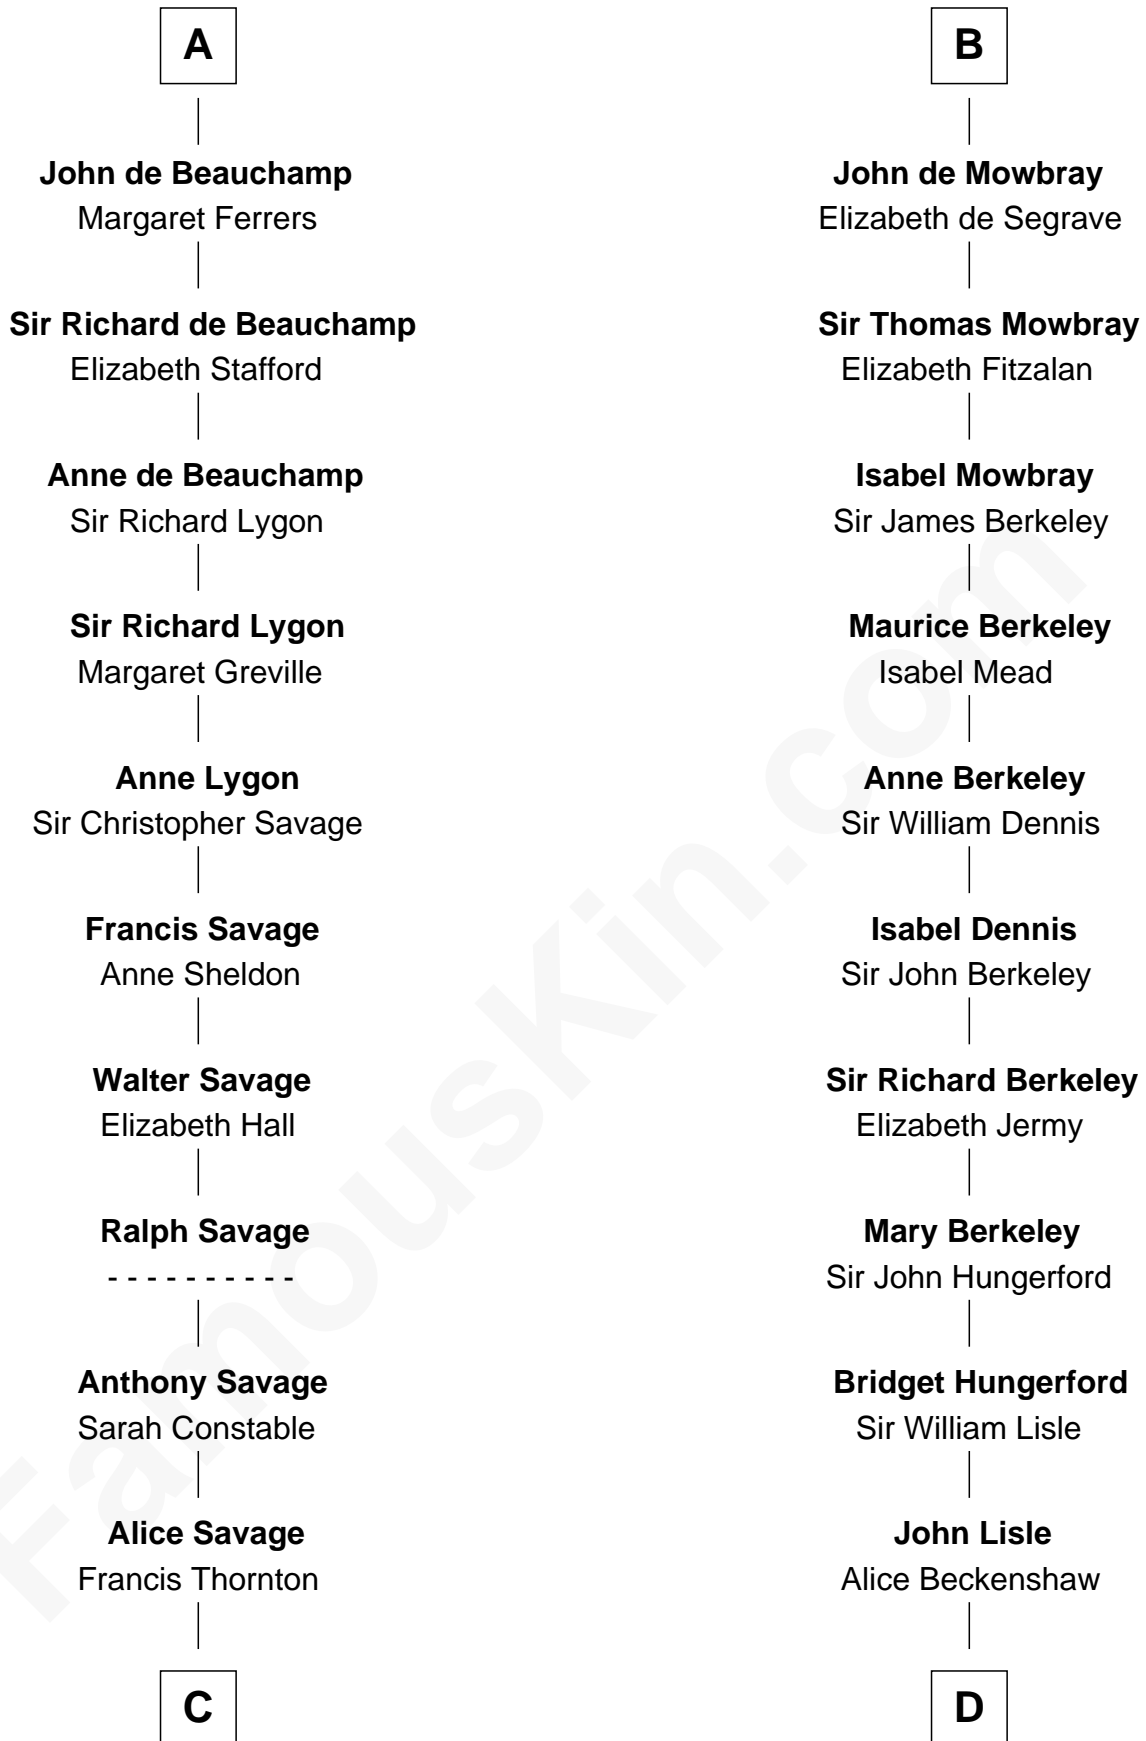 A
John de Beauchamp
Margaret Ferrers
Sir Richard de Beauchamp
Elizabeth Stafford
Anne de Beauchamp
Sir Richard Lygon
Sir Richard Lygon
Margaret Greville
Anne Lygon
Sir Christopher Savage
Francis Savage
Anne Sheldon
Walter Savage
Elizabeth Hall
Ralph Savage
- - - - - - - - - -
Anthony Savage
Sarah Constable
Alice Savage
Francis Thornton
C
B
John de Mowbray
Elizabeth de Segrave
Sir Thomas Mowbray
Elizabeth Fitzalan
Isabel Mowbray
Sir James Berkeley
Maurice Berkeley
Isabel Mead
Anne Berkeley
Sir William Dennis
Isabel Dennis
Sir John Berkeley
Sir Richard Berkeley
Elizabeth Jermy
Mary Berkeley
Sir John Hungerford
Bridget Hungerford
Sir William Lisle
John Lisle
Alice Beckenshaw
D
FamousKin.com